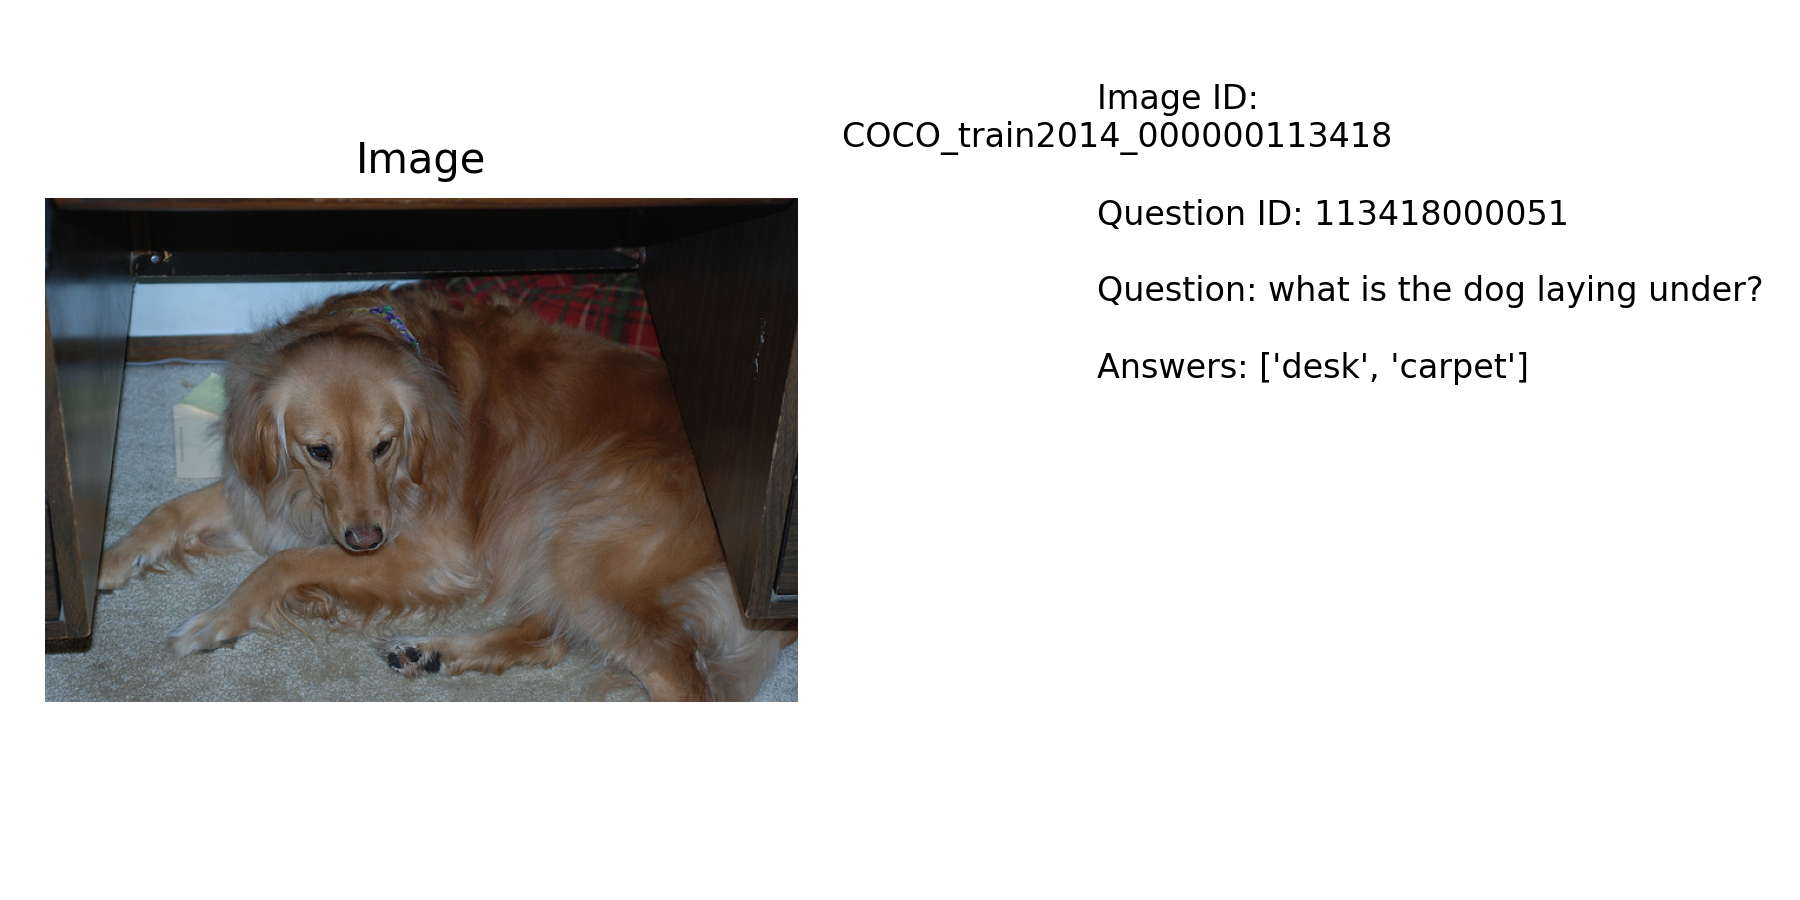 Image
Image ID:
COCO_train2014_000000113418
Question ID: 113418000051
Question: what is the dog laying under?
Answers: ['desk', 'carpet']